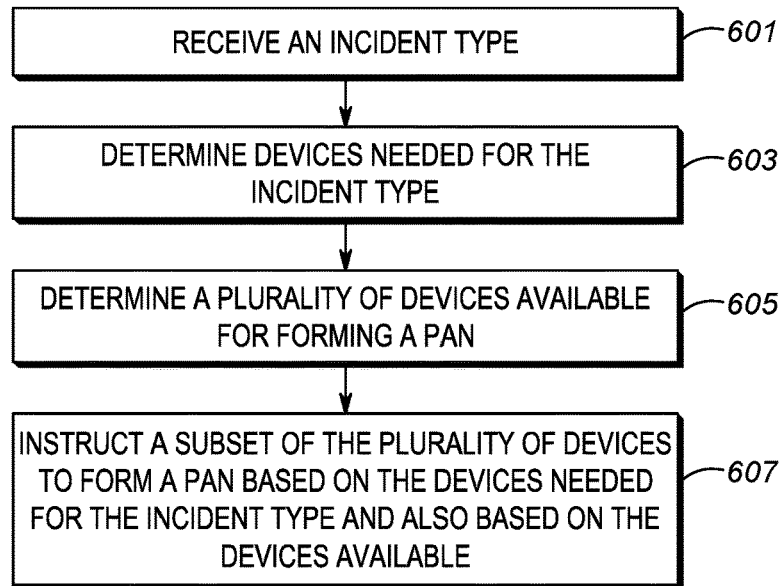 RECEIVE AN INCIDENT TYPE
601
DETERMINE DEVICES NEEDED FOR THE
INCIDENT TYPE
603
DETERMINE A PLURALITY OF DEVICES AVAILABLE
FOR FORMING A PAN
605
INSTRUCT A SUBSET OF THE PLURALITY OF DEVICES
TO FORM A PAN BASED ON THE DEVICES NEEDED
FOR THE INCIDENT TYPE AND ALSO BASED ON THE
DEVICES AVAILABLE
607